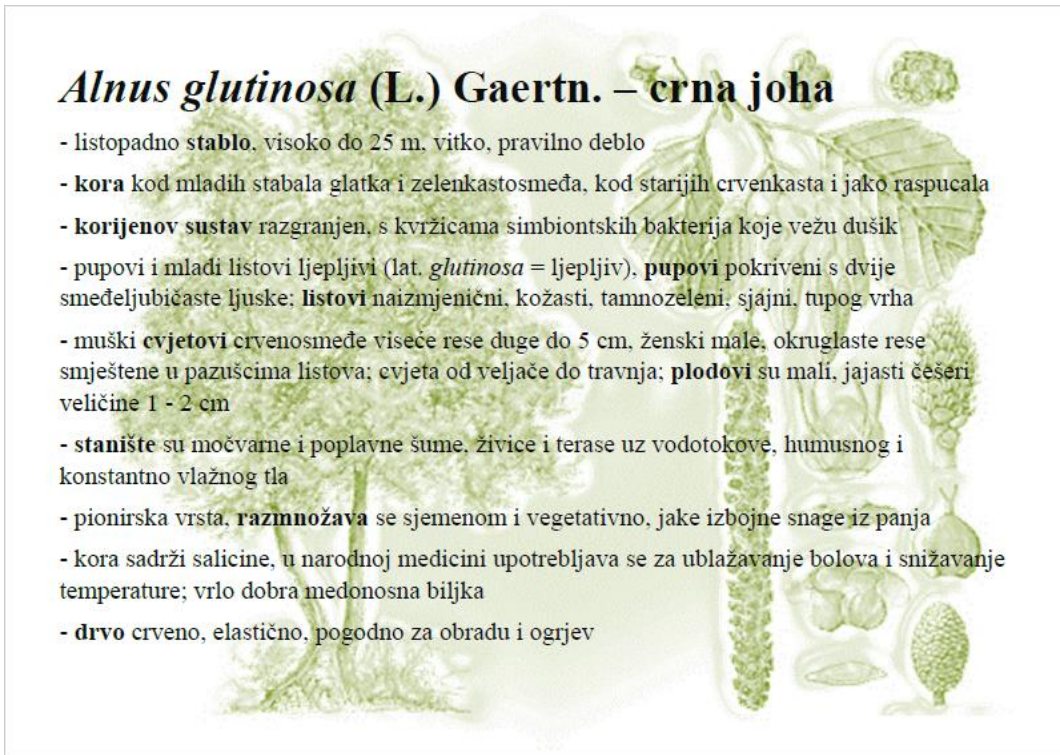 Alnus glutinosa (L.) Gaertn. – crna joha
- listopadno stablo, visoko do 25 m, vitko, pravilno deblo
- kora kod mladih stabala glatka i zelenkastosmeđa, kod starijih crvenkasta i jako raspucala
- korijenov sustav razgranjen, s kvržicama simbiontskih bakterija koje vežu dušik
- pupovi i mladi listovi ljepljivi (lat. glutinosa = ljepljiv), pupovi pokriveni s dvije
smeđeljubičaste ljuske; listovi naizmjenični, kožasti, tamnozeleni, sjajni, tupog vrha
- muški cvjetovi crvenosmeđe viseće rese duge do 5 cm, ženski male, okruglaste rese
smještene u pazušcima listova; cvjeta od veljače do travnja; plodovi su mali, jajasti češeri
veličine 1 - 2 cm
- stanište su močvarne i poplavne šume, živice i terase uz vodotokove, humusnog i
konstantno vlažnog tla
- pionirska vrsta, razmnožava se sjemenom i vegetativno, jake izbojne snage iz panja
- kora sadrži salicine, u narodnoj medicini upotrebljava se za ublažavanje bolova i snižavanje
temperature; vrlo dobra medonosna biljka
- drvo crveno, elastično, pogodno za obradu i ogrjev